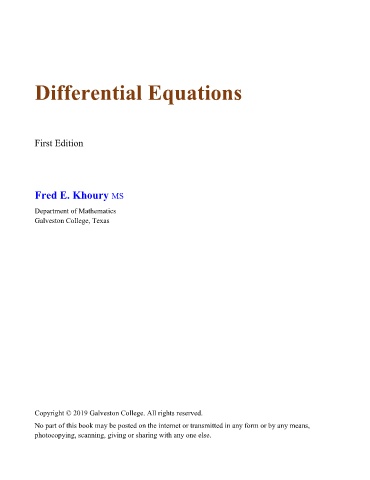 Differential Equations
First Edition
Fred E. Khoury MS
Department of Mathematics
Galveston College, Texas
Copyright © 2019 Galveston College. All rights reserved.
No part of this book may be posted on the internet or transmitted in any form or by any means,
photocopying, scanning, giving or sharing with any one else.